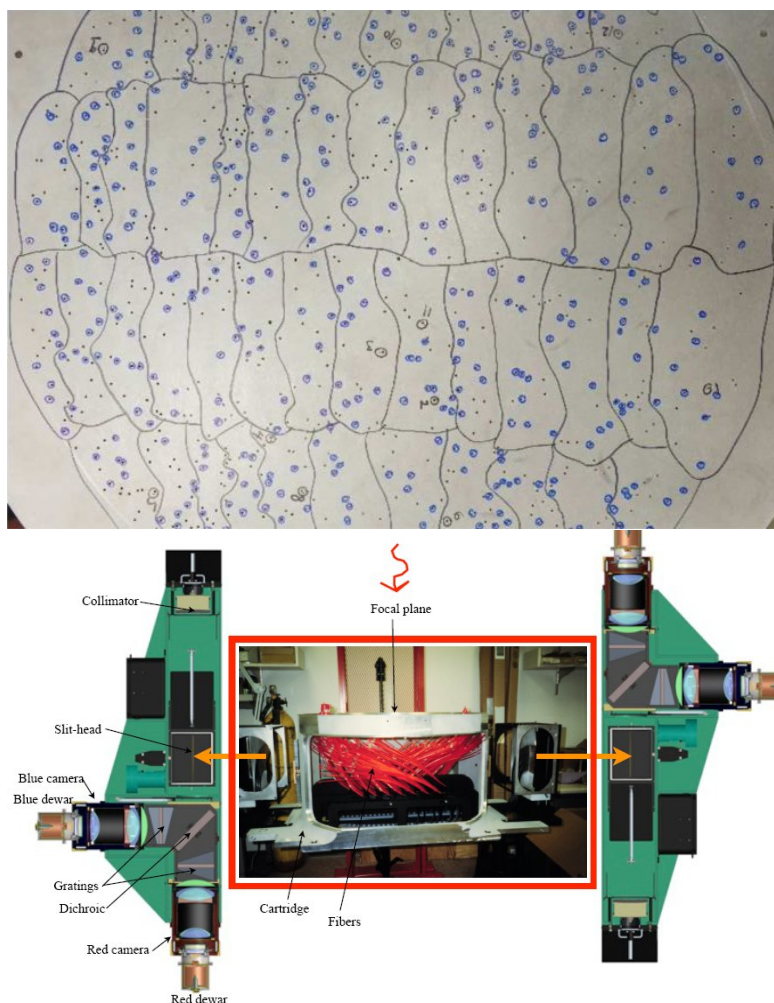 Focal plane
Collimator
Slit-head
Blue camera
Blue dewar
Gratings
Dichroic
Cartridge
Fibers
Red camera
Red dewar